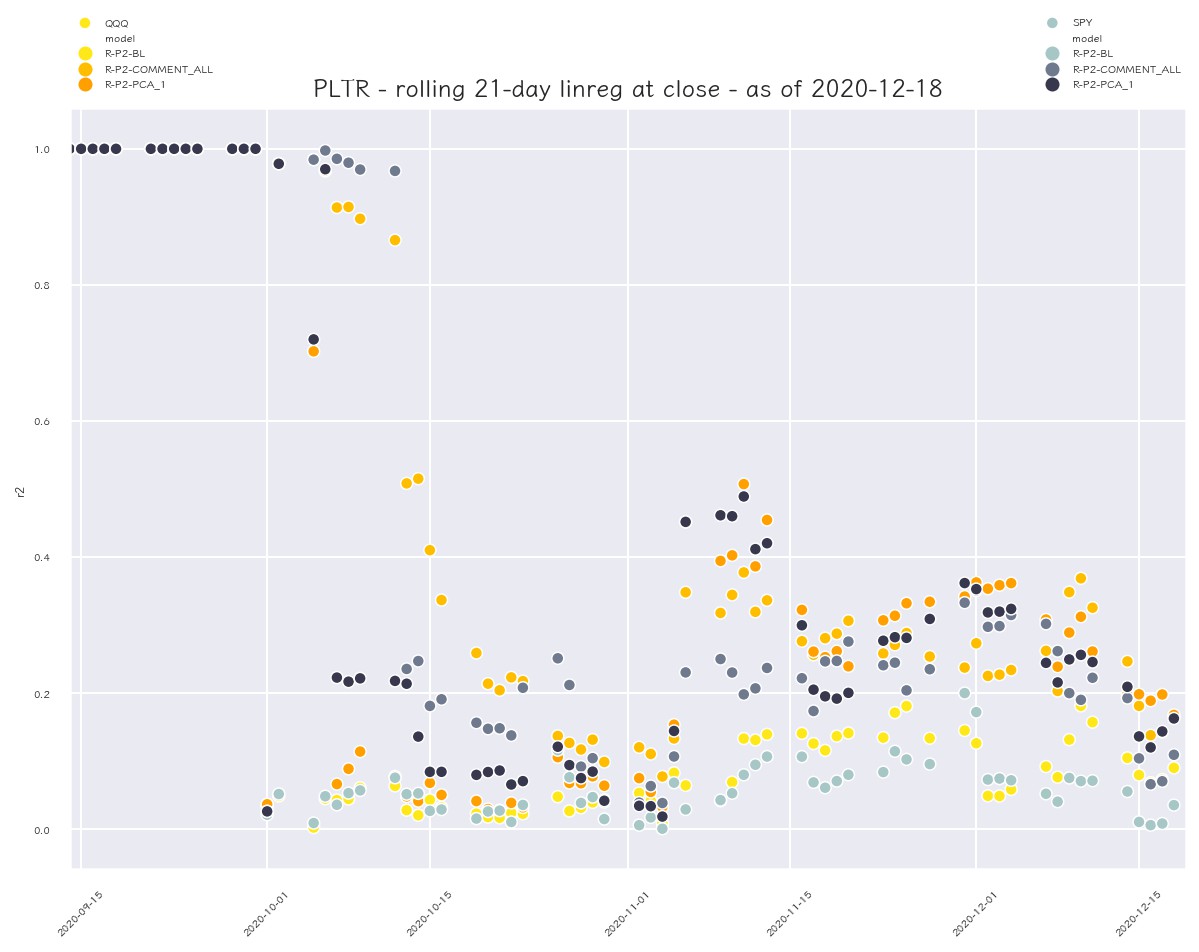 QQQ
model
R-P2-BL
R-P2-COMMENT_ALL
R-P2-PCA_1
SPY
model
R-P2-BL
R-P2-COMMENT_ALL
R-P2-PCA_1
PLTR - rolling 21-day linreg at close - as of 2020-12-18
1.0
0.8
0.6
0.4
0.2
0.0
r2
2020-09-15
2020-10-01
2020-10-15
2020-11-01
2020-11-15
2020-12-01
2020-12-15